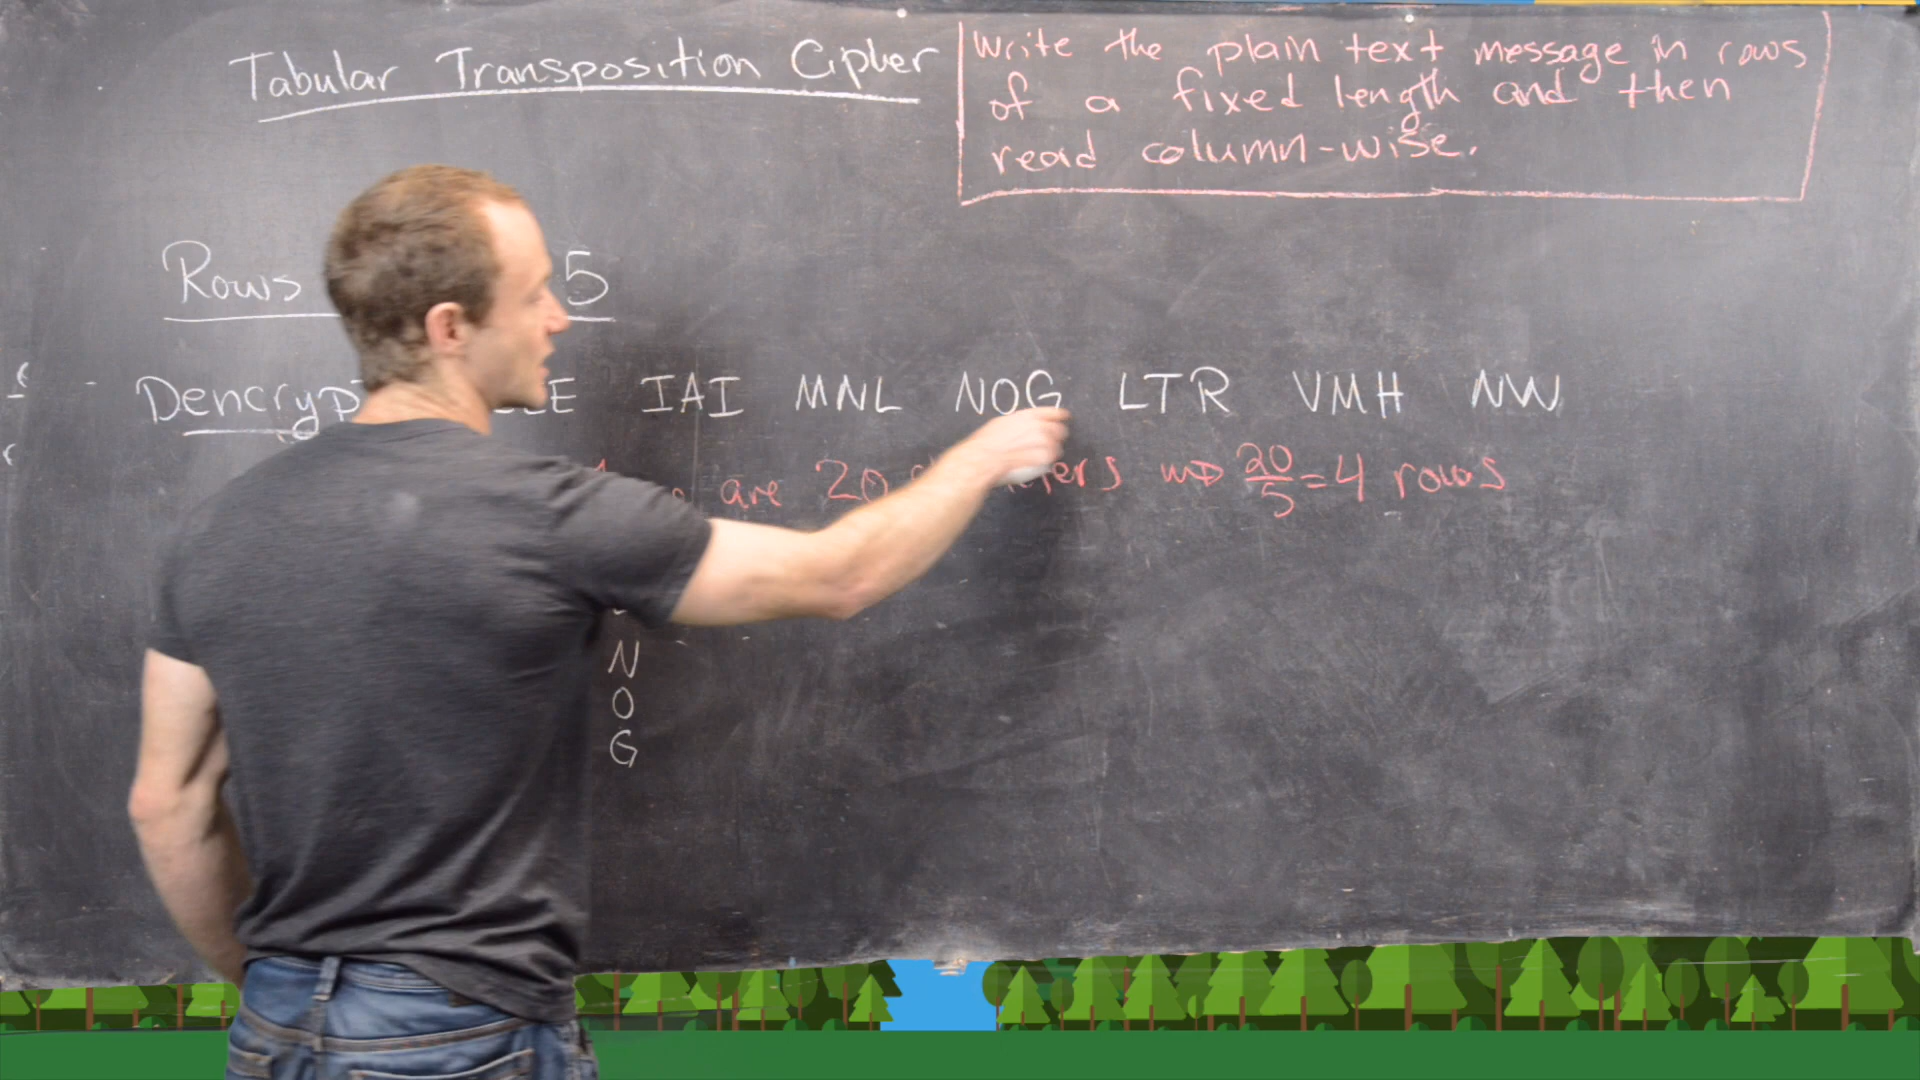 Tabular Transposition Cipher
Write the plain text message in rows
of a fixed length and then
read column-wise.
Rows 5
IAI MNL NOG LTR VMH NW
are 20 → 20/5 = 4 rows
N
O
G